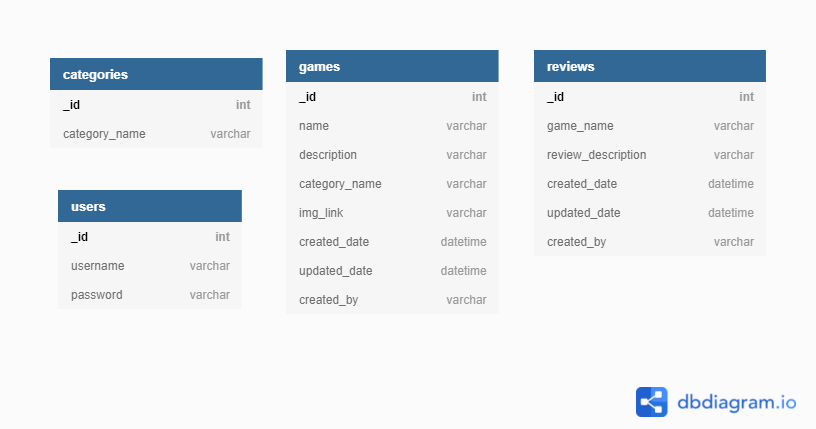 categories
_id int
category_name varchar
users
_id int
username varchar
password varchar
games
_id int
name varchar
description varchar
category_name varchar
img_link varchar
created_date datetime
updated_date datetime
created_by varchar
reviews
_id int
game_name varchar
review_description varchar
created_date datetime
updated_date datetime
created_by varchar
dbdiagram.io